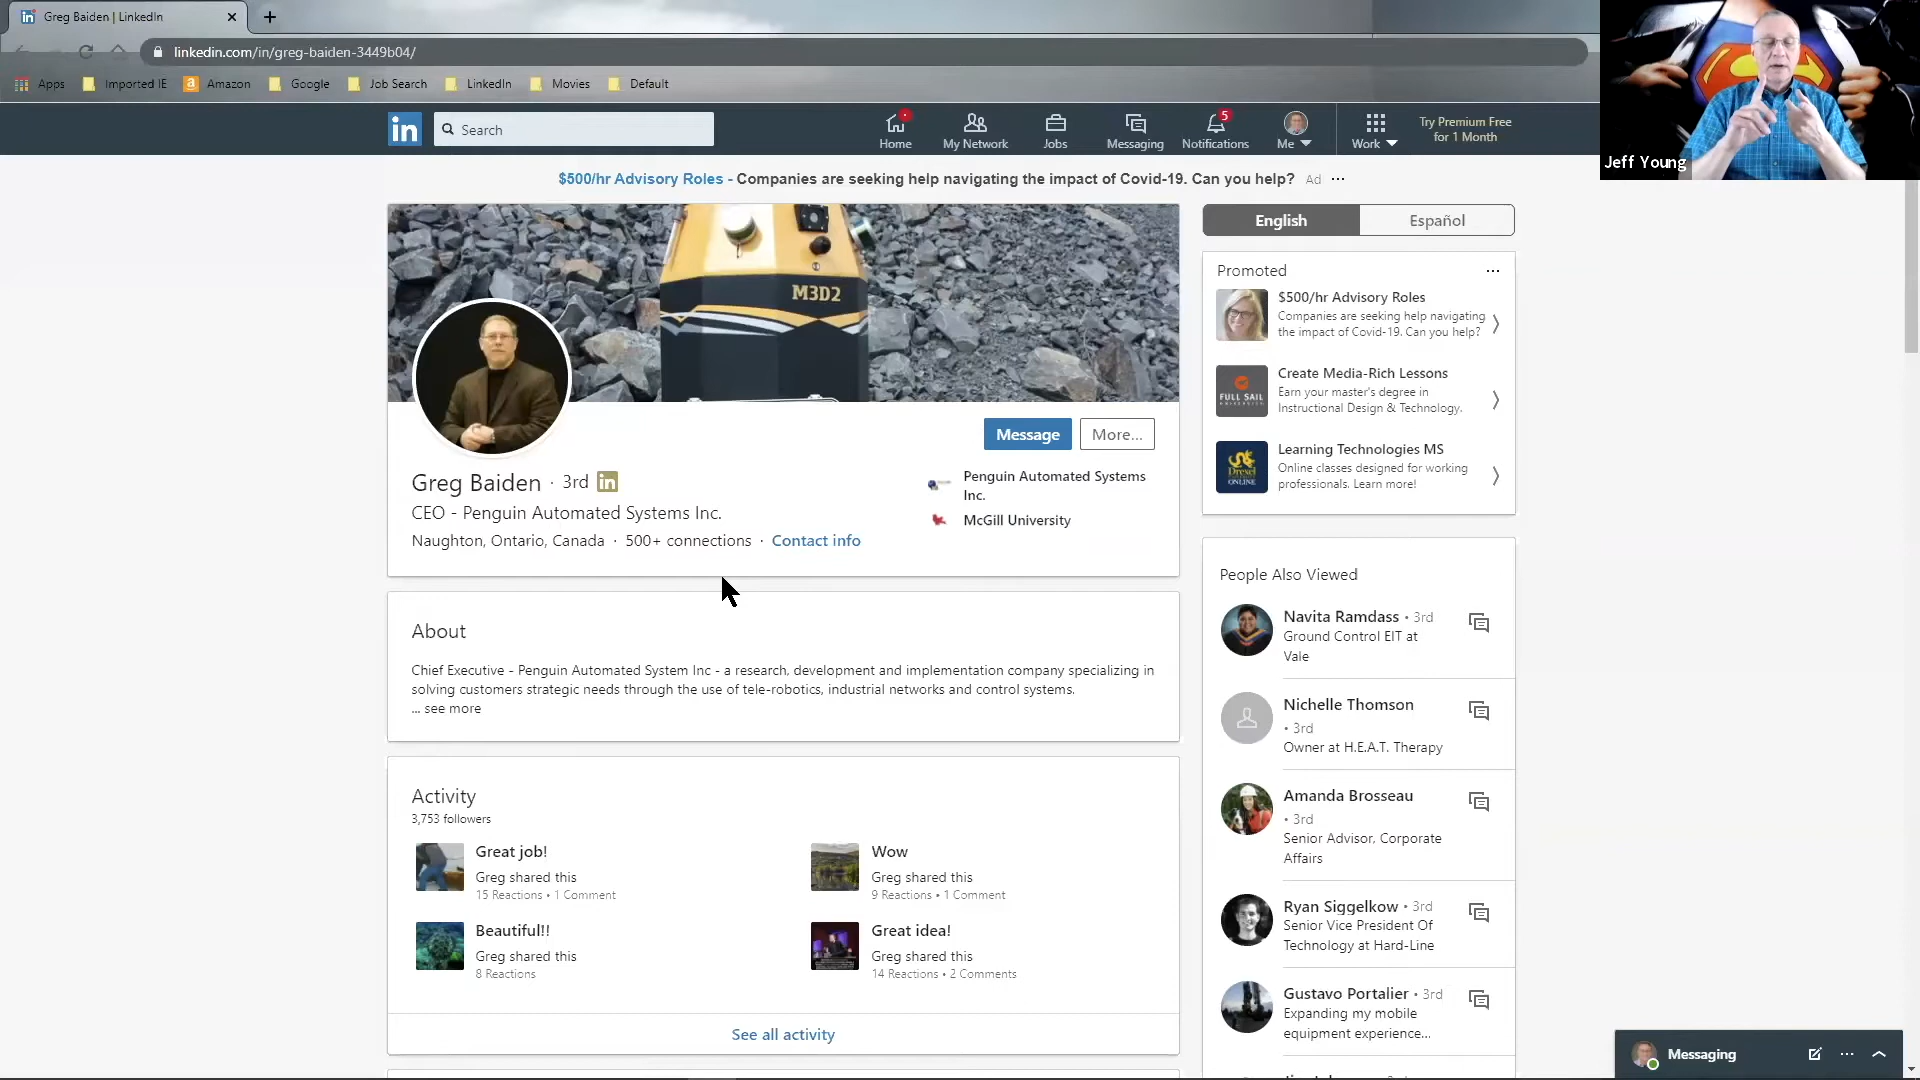 Greg Baiden | LinkedIn
linkedin.com/in/greg-baiden-3449b04/
Apps
Imported IE
Amazon
Google
Job Search
LinkedIn
Movies
Default
Jeff Young
in
Search
Home
My Network
Jobs
Messaging
5
Notifications
Me
Work
Try Premium Free
for 1 Month
$500/hr Advisory Roles - Companies are seeking help navigating the impact of Covid-19. Can you help? Ad ...
M3D2
Message
More...
Greg Baiden · 3rd in
CEO - Penguin Automated Systems Inc.
Naughton, Ontario, Canada · 500+ connections · Contact info
Penguin Automated Systems
Inc.
McGill University
About
Chief Executive - Penguin Automated System Inc - a research, development and implementation company specializing in
solving customers strategic needs through the use of tele-robotics, industrial networks and control systems.
... see more
Activity
3,753 followers
Great job!
Greg shared this
15 Reactions • 1 Comment
Wow
Greg shared this
9 Reactions • 1 Comment
Beautiful!!
Greg shared this
8 Reactions
Great idea!
Greg shared this
14 Reactions • 2 Comments
See all activity
English
Español
Promoted
...
$500/hr Advisory Roles
Companies are seeking help navigating
the impact of Covid-19. Can you help?
FULL SAIL
UNIVERSITY
Create Media-Rich Lessons
Earn your master's degree in
Instructional Design & Technology.
Drexel
ONLINE
Learning Technologies MS
Online classes designed for working
professionals. Learn more!
People Also Viewed
Navita Ramdass • 3rd
Ground Control EIT at
Vale
Nichelle Thomson
• 3rd
Owner at H.E.A.T. Therapy
Amanda Brosseau
• 3rd
Senior Advisor, Corporate
Affairs
Ryan Siggelkow • 3rd
Senior Vice President Of
Technology at Hard-Line
Gustavo Portalier • 3rd
Expanding my mobile
equipment experience...
Messaging